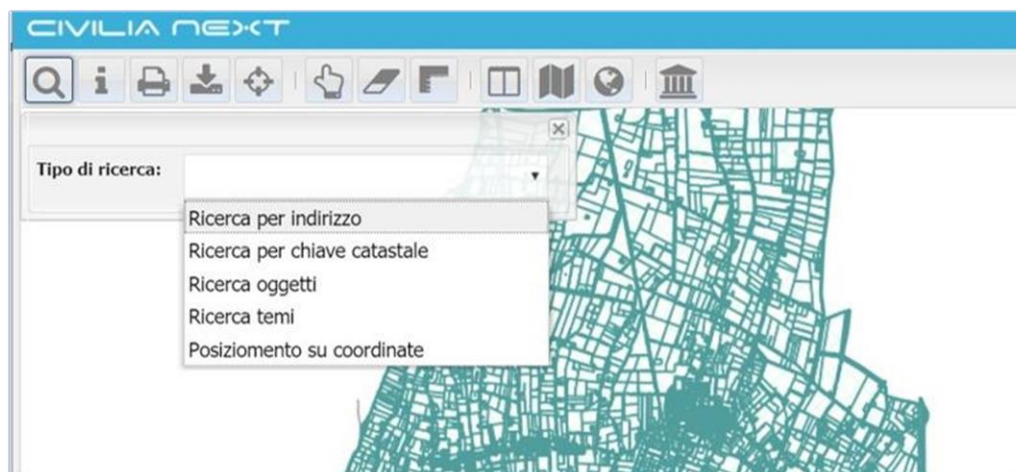 CIVILIA NEXT
Tipo di ricerca:
Ricerca per indirizzo
Ricerca per chiave catastale
Ricerca oggetti
Ricerca temi
Posiziomento su coordinate